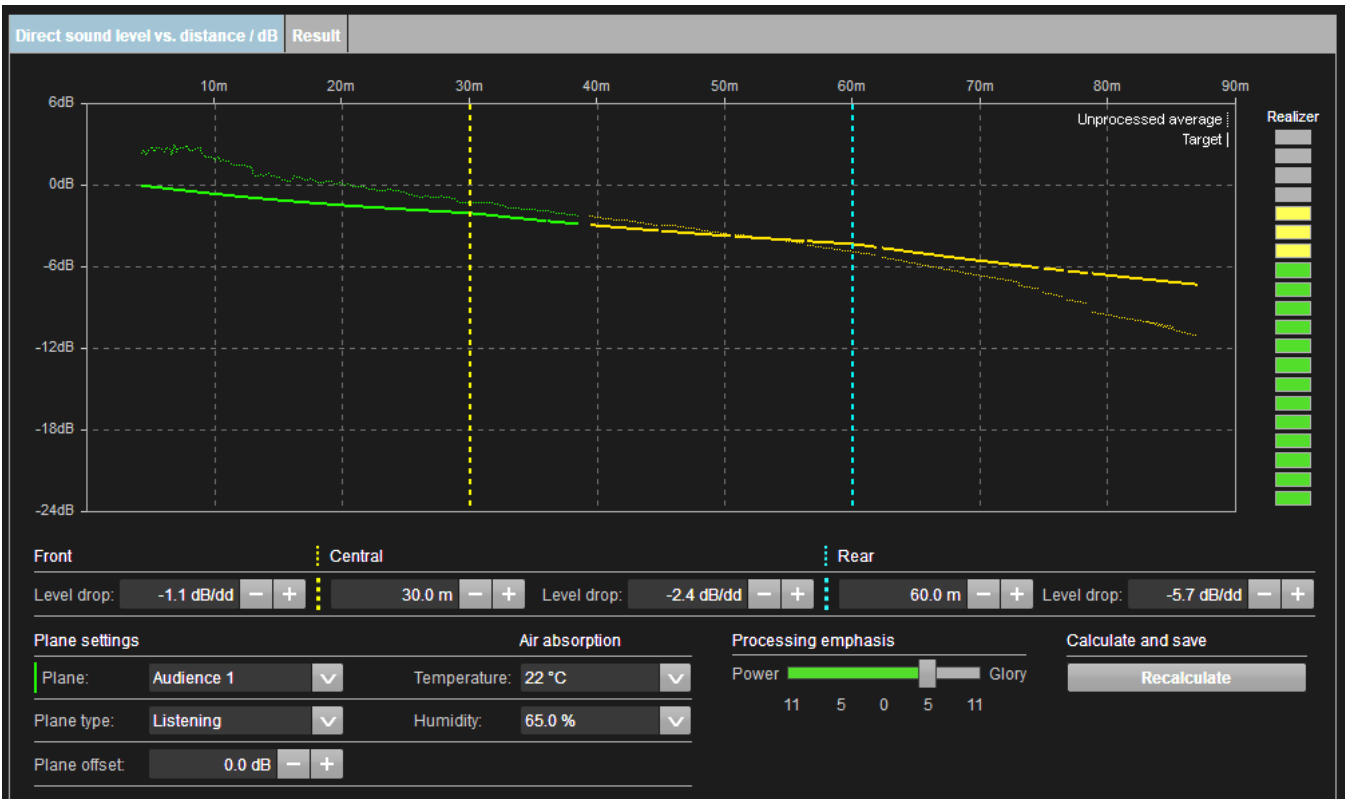 Direct sound level vs. distance / dB Result
10m 20m 30m 40m 50m 60m 70m 80m 90m
6dB
Unprocessed average Realizer
Target
0dB
-6dB
-12dB
-18dB
-24dB
Front Central Rear
Level drop: -1.1 dB/dd − + 30.0 m − + Level drop: -2.4 dB/dd − + 60.0 m − + Level drop: -5.7 dB/dd − +
Plane settings Air absorption Processing emphasis Calculate and save
Plane: Audience 1 Temperature: 22 °C Power Glory Recalculate
11 5 0 5 11
Plane type: Listening Humidity: 65.0 %
Plane offset: 0.0 dB − +